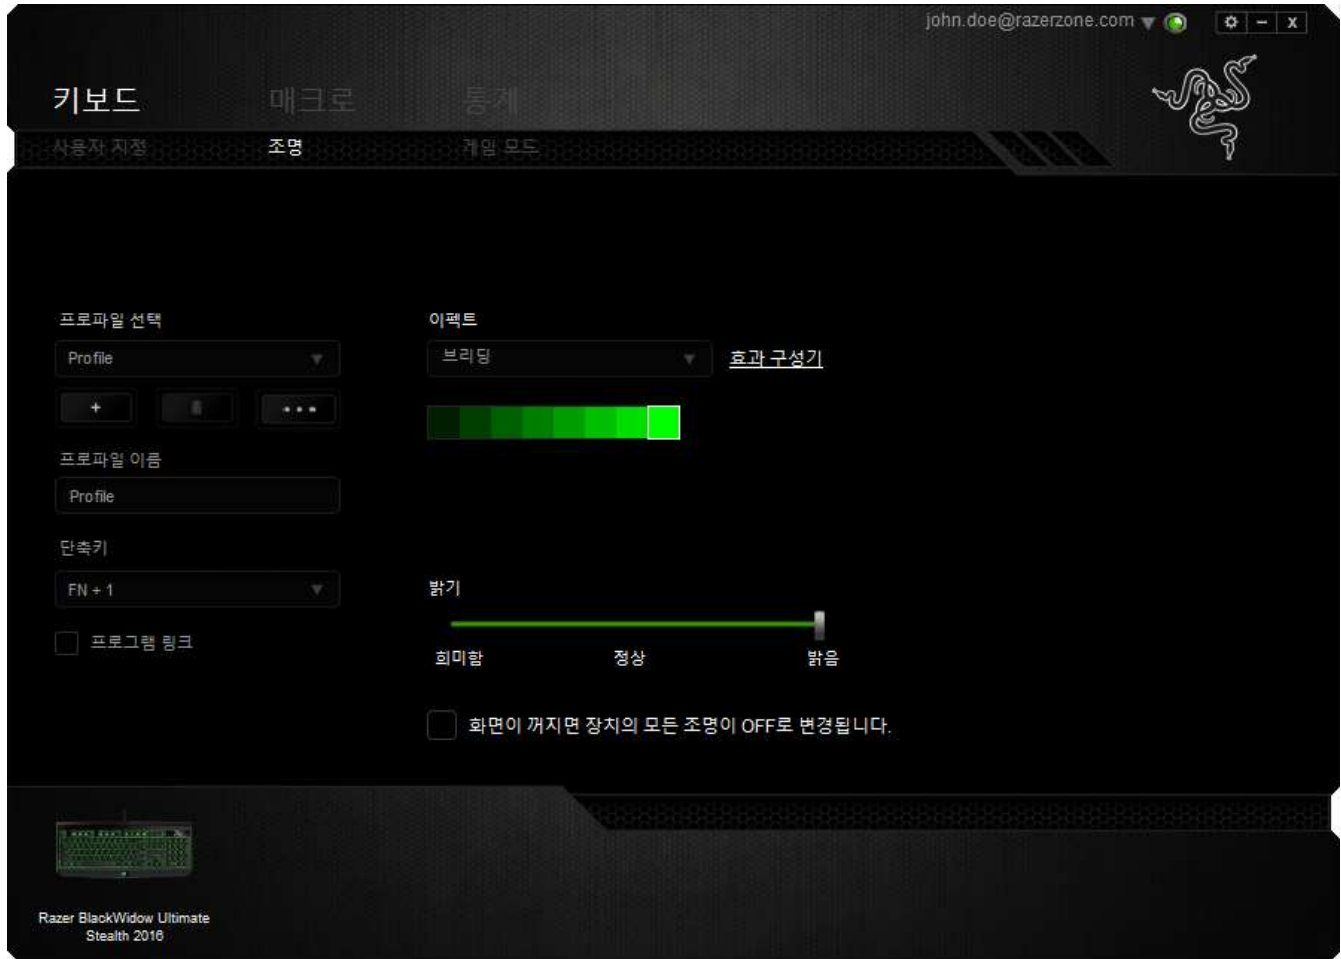 john.doe@razerzone.com
키보드 매크로 통계
사용자 지정 조명 게임 모드
프로파일 선택
Profile
프로파일 이름
Profile
단축키
FN + 1
프로그램 링크
이펙트
브리딩
효과 구성기
밝기
희미함 정상 밝음
화면이 꺼지면 장치의 모든 조명이 OFF로 변경됩니다.
Razer BlackWidow Ultimate
Stealth 2016